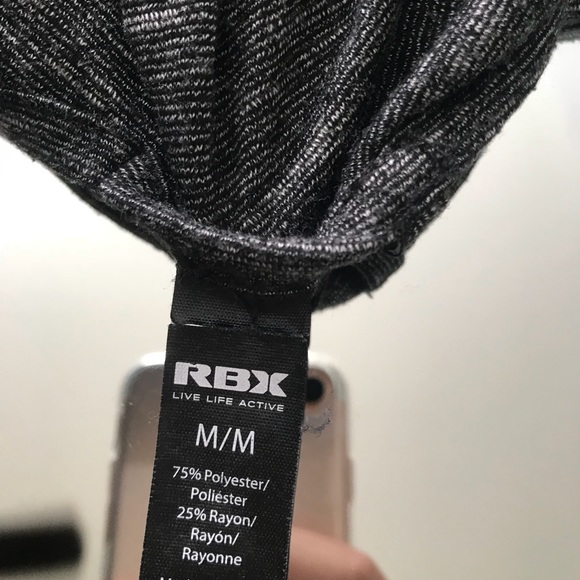 RBX
LIVE LIFE ACTIVE
M/M
75% Polyester/
Poliéster
25% Rayon/
Rayón/
Rayonne